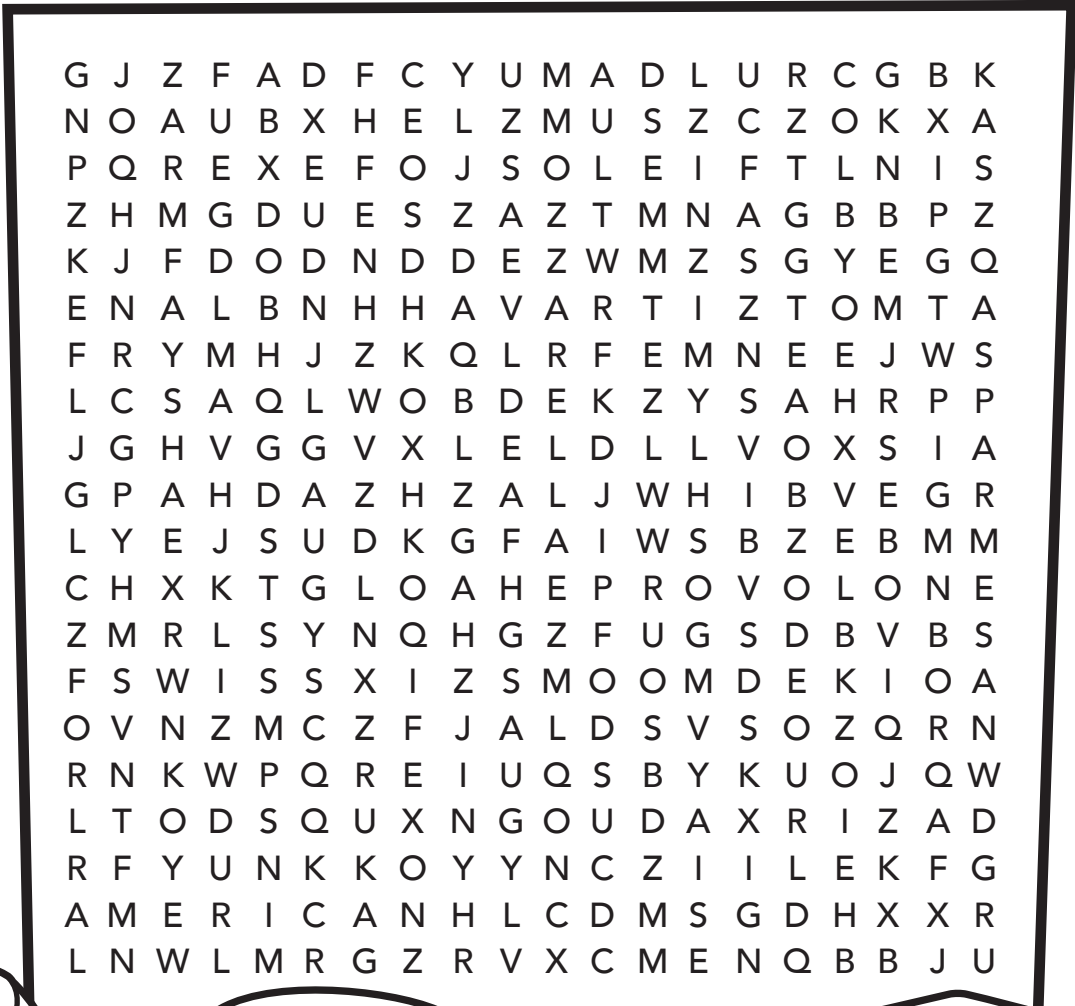 G J Z F A D F C Y U M A D L U R C G B K
N O A U B X H E L Z M U S Z C Z O K X A
P Q R E X E F O J S O L E I F T L N I S
Z H M G D U E S Z A Z T M N A G B B P Z
K J F D O D N D D E Z W M Z S G Y E G Q
E N A L B N H H A V A R T I Z T O M T A
F R Y M H J Z K Q L R F E M N E E J W S
L C S A Q L W O B D E K Z Y S A H R P P
J G H V G G V X L E L D L L V O X S I A
G P A H D A Z H Z A L J W H I B V E G R
L Y E J S U D K G F A I W S B Z E B M M
C H X K T G L O A H E P R O V O L O N E
Z M R L S Y N Q H G Z F U G S D B V B S
F S W I S S X I Z S M O O M D E K I O A
O V N Z M C Z F J A L D S V S O Z Q R N
R N K W P Q R E I U Q S B Y K U O J Q W
L T O D S Q U X N G O U D A X R I Z A D
R F Y U N K K O Y Y N C Z I I L E K F G
A M E R I C A N H L C D M S G D H X X R
L N W L M R G Z R V X C M E N Q B B J U